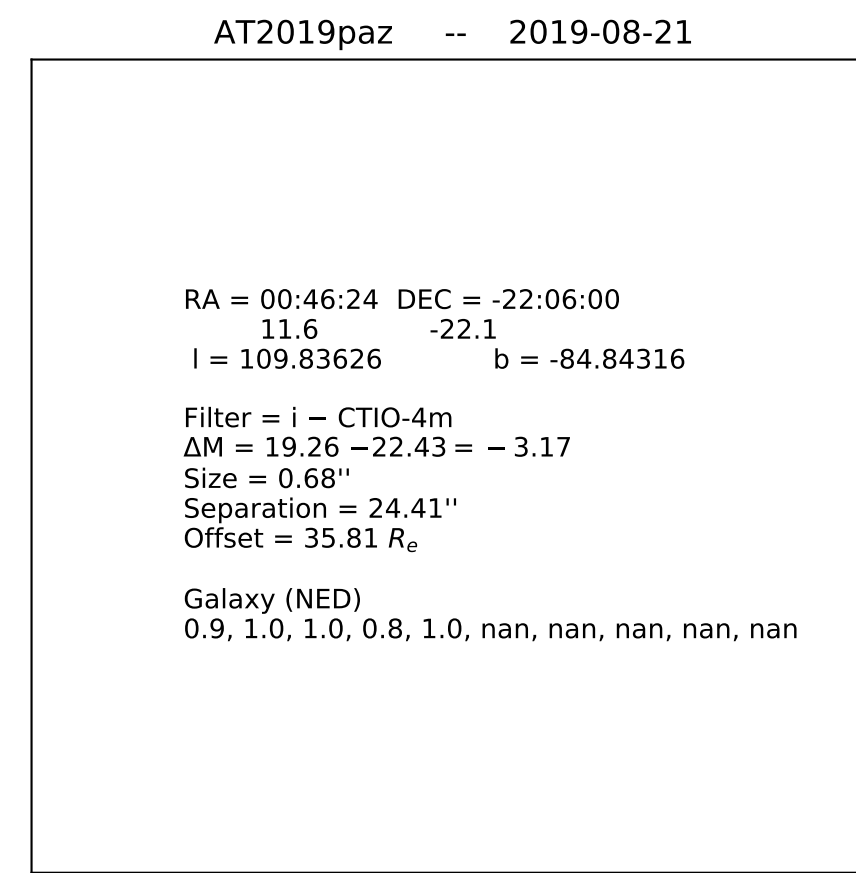 AT2019paz -- 2019-08-21
RA = 00:46:24 DEC = -22:06:00
11.6 -22.1
l = 109.83626 b = -84.84316
Filter = i − CTIO-4m
ΔM = 19.26 −22.43 = − 3.17
Size = 0.68''
Separation = 24.41''
Offset = 35.81 Rₑ
Galaxy (NED)
0.9, 1.0, 1.0, 0.8, 1.0, nan, nan, nan, nan, nan